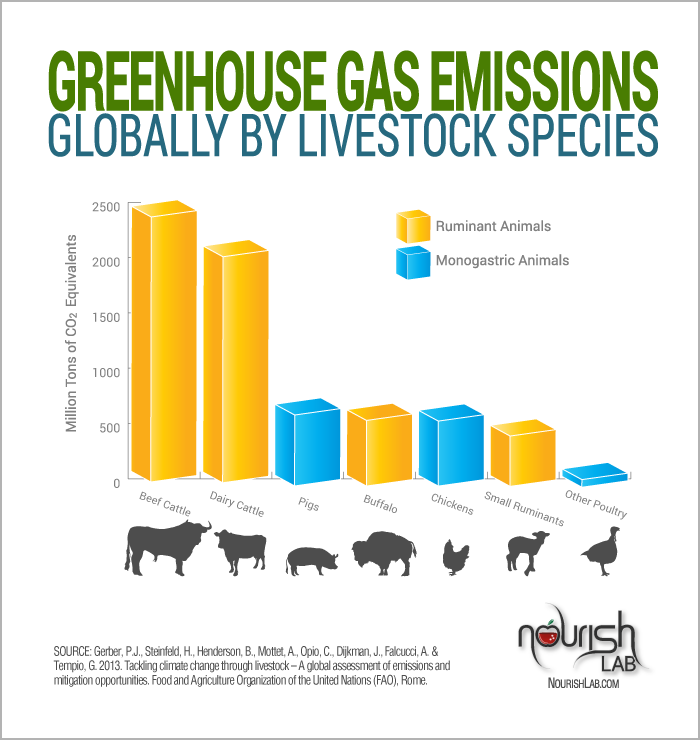 GREENHOUSE GAS EMISSIONS
GLOBALLY BY LIVESTOCK SPECIES
Million Tons of CO2 Equivalents
2500
2000
1500
1000
500
0
Ruminant Animals
Monogastric Animals
Beef Cattle
Dairy Cattle
Pigs
Buffalo
Chickens
Small Ruminants
Other Poultry
SOURCE: Gerber, P.J., Steinfeld, H., Henderson, B., Mottet, A., Opio, C., Dijkman, J., Falcucci, A. &
Tempio, G. 2013. Tackling climate change through livestock – A global assessment of emissions and
mitigation opportunities. Food and Agriculture Organization of the United Nations (FAO), Rome.
nourish
LAB
NOURISHLAB.COM